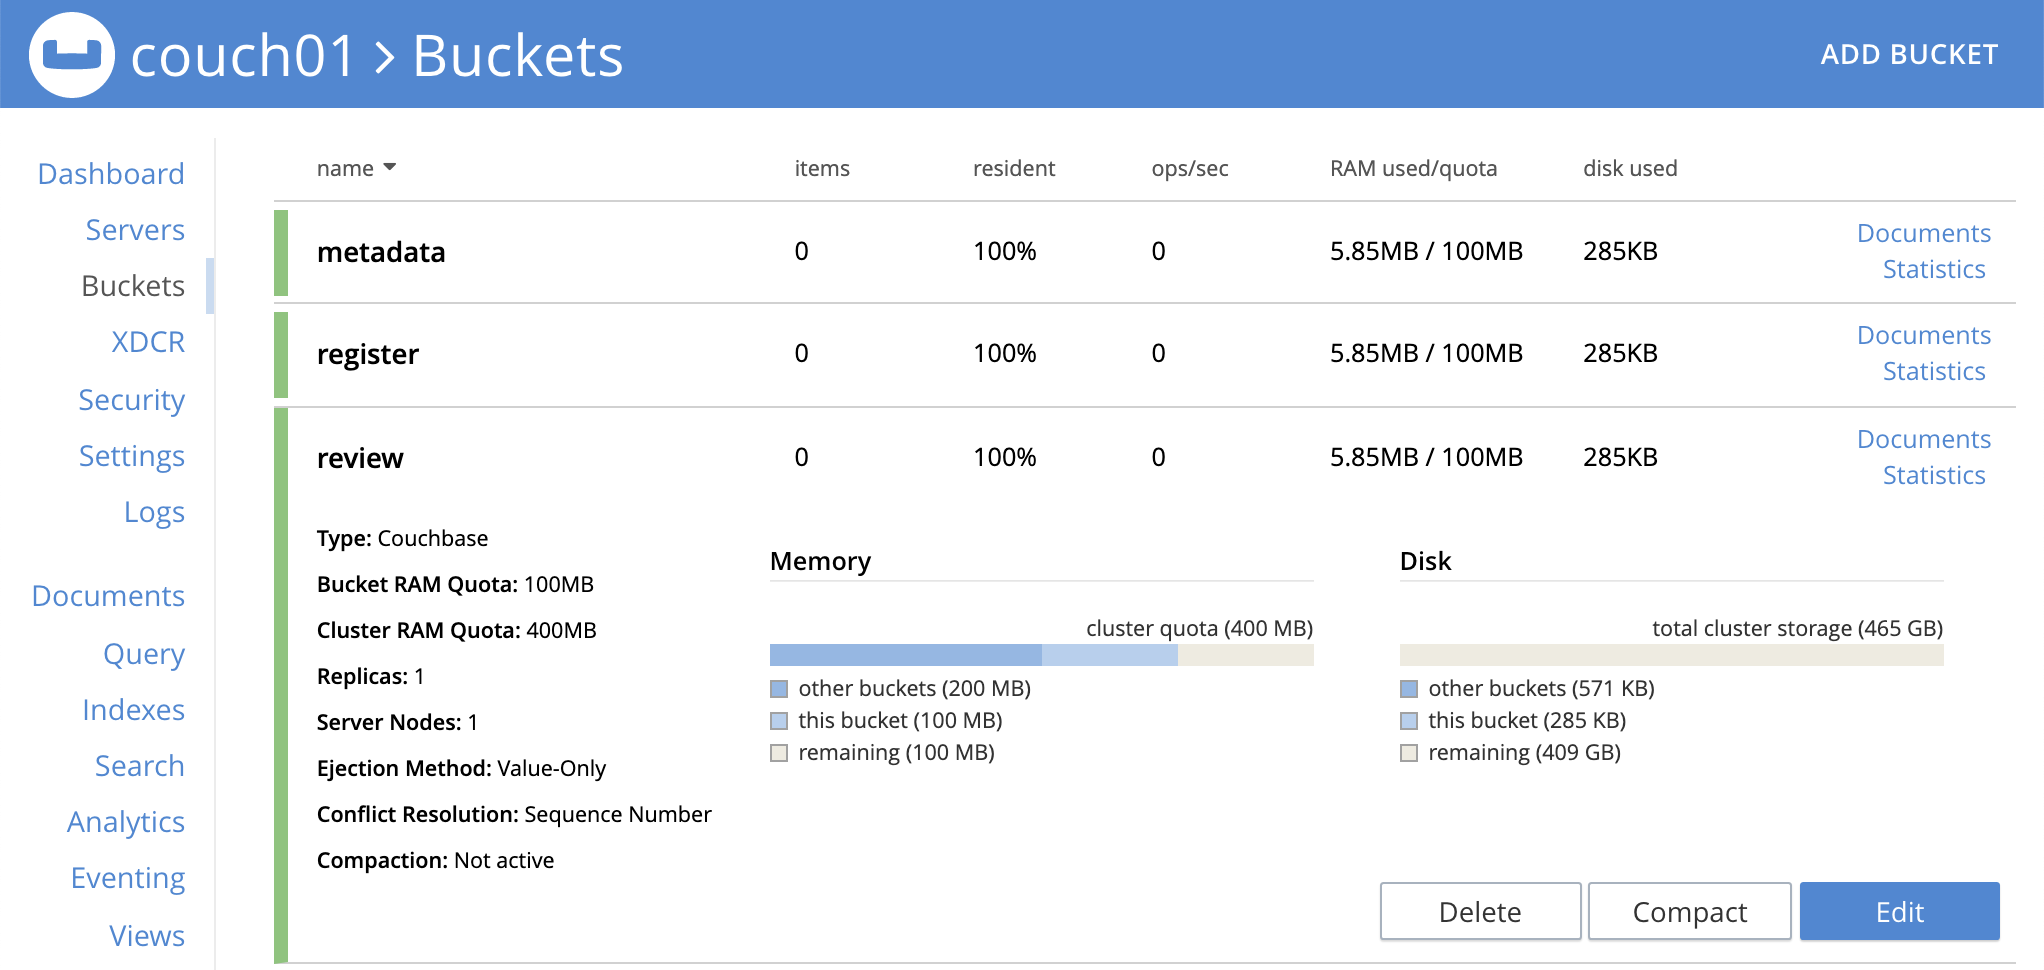 couch01 > Buckets
ADD BUCKET
Dashboard
Servers
Buckets
XDCR
Security
Settings
Logs
Documents
Query
Indexes
Search
Analytics
Eventing
Views
name items resident ops/sec RAM used/quota disk used
metadata 0 100% 0 5.85MB / 100MB 285KB Documents
Statistics
register 0 100% 0 5.85MB / 100MB 285KB Documents
Statistics
review 0 100% 0 5.85MB / 100MB 285KB Documents
Statistics
Type: Couchbase
Bucket RAM Quota: 100MB
Cluster RAM Quota: 400MB
Replicas: 1
Server Nodes: 1
Ejection Method: Value-Only
Conflict Resolution: Sequence Number
Compaction: Not active
Memory
cluster quota (400 MB)
other buckets (200 MB)
this bucket (100 MB)
remaining (100 MB)
Disk
total cluster storage (465 GB)
other buckets (571 KB)
this bucket (285 KB)
remaining (409 GB)
Delete
Compact
Edit